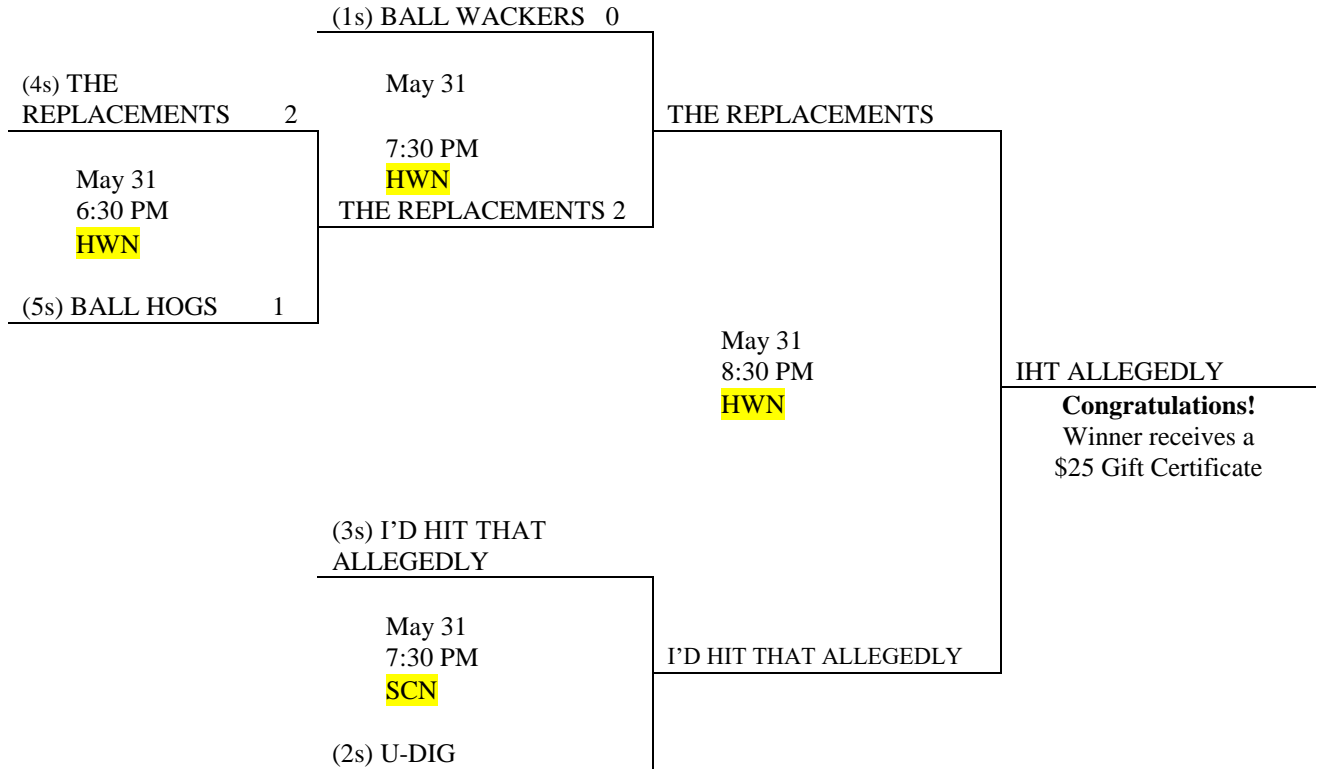 (1s) BALL WACKERS 0
(4s) THE
REPLACEMENTS 2
May 31
7:30 PM
HWN
THE REPLACEMENTS
May 31
6:30 PM
HWN
THE REPLACEMENTS 2
(5s) BALL HOGS 1
May 31
8:30 PM
HWN
IHT ALLEGEDLY
Congratulations!
Winner receives a
$25 Gift Certificate
(3s) I’D HIT THAT
ALLEGEDLY
May 31
7:30 PM
SCN
I’D HIT THAT ALLEGEDLY
(2s) U-DIG